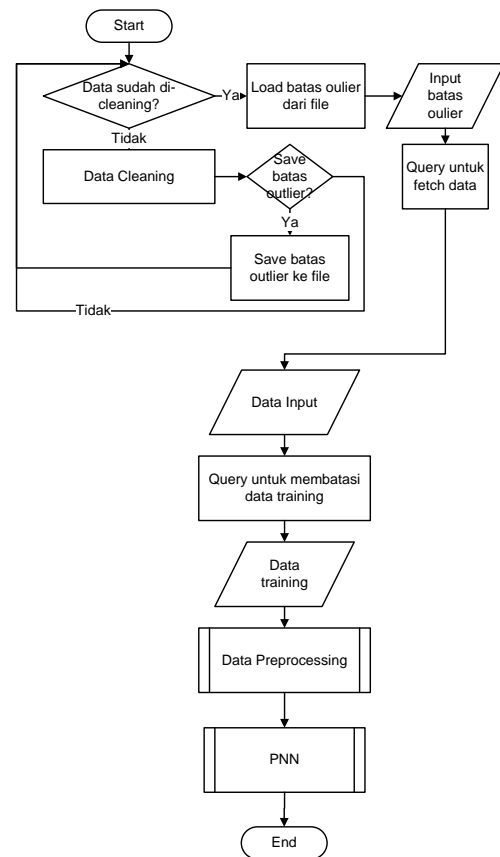 Start
Data sudah di-
cleaning?
Ya
Load batas oulier
dari file
Input
batas
oulier
Tidak
Data Cleaning
Save
batas
outlier?
Query untuk
fetch data
Ya
Save batas
outlier ke file
Tidak
Data Input
Query untuk membatasi
data training
Data
training
Data Preprocessing
PNN
End